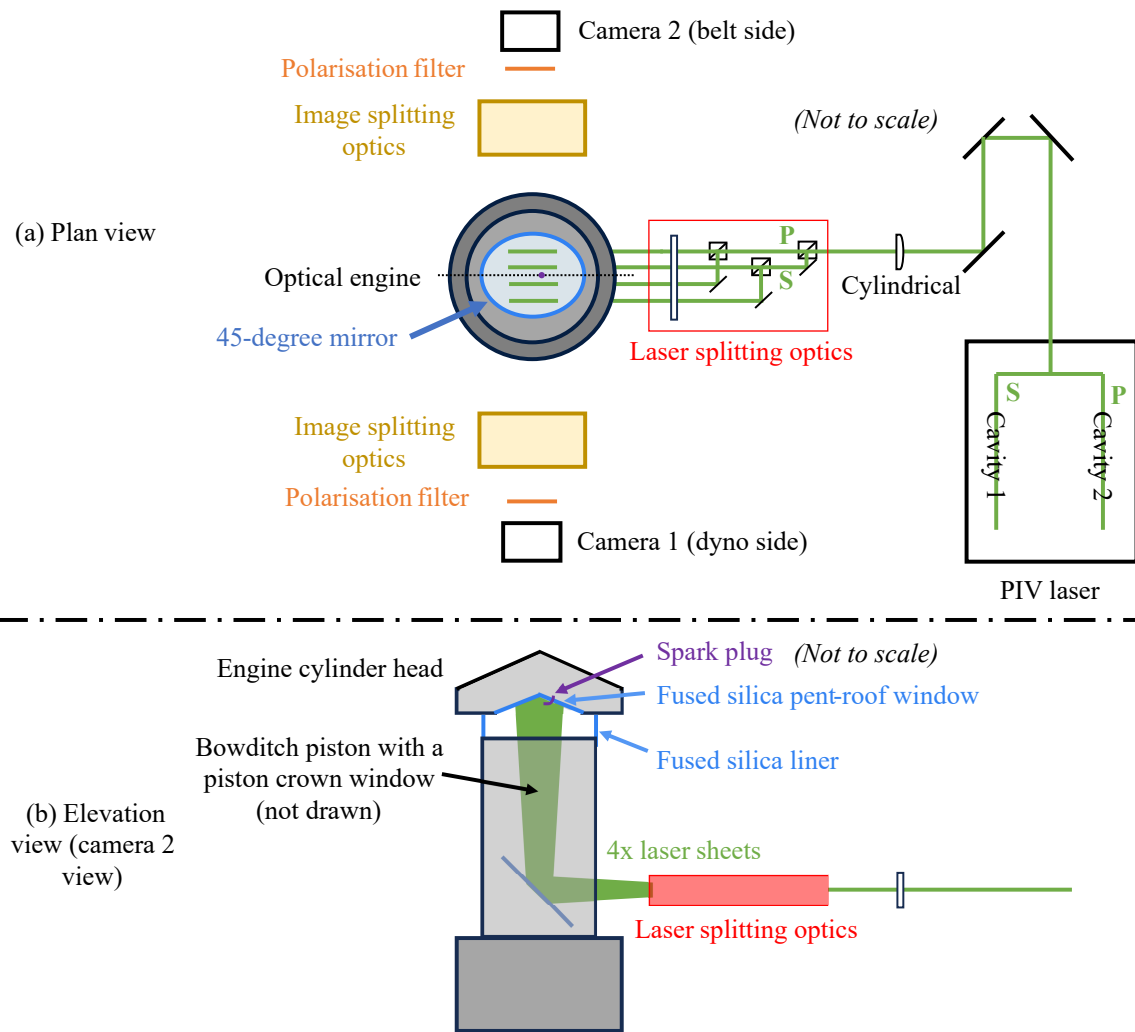 Camera 2 (belt side)
Polarisation filter
Image splitting
optics
(Not to scale)
(a) Plan view
P
S
Optical engine
Cylindrical
45-degree mirror
Laser splitting optics
S
P
Cavity 1
Cavity 2
Image splitting
optics
Polarisation filter
Camera 1 (dyno side)
PIV laser
Spark plug
(Not to scale)
Engine cylinder head
Fused silica pent-roof window
Bowditch piston with a
piston crown window
(not drawn)
Fused silica liner
(b) Elevation
view (camera 2
view)
4x laser sheets
Laser splitting optics